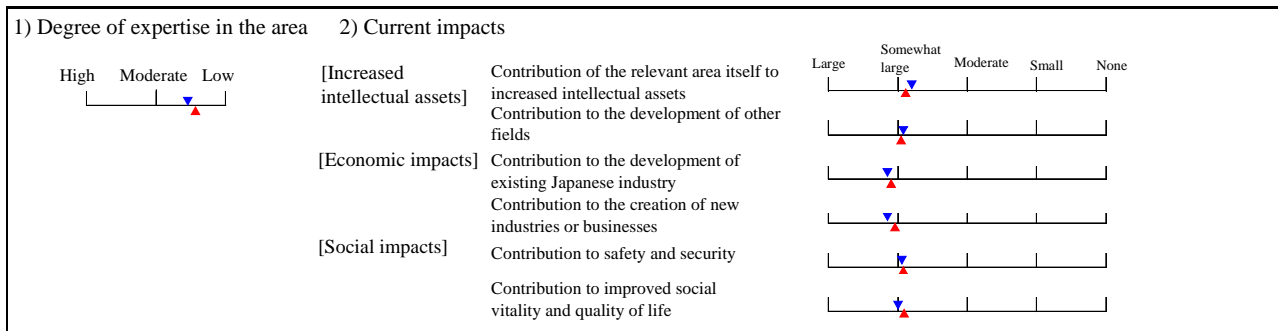 1) Degree of expertise in the area 2) Current impacts
High Moderate Low
Large Somewhat large Moderate Small None
[Increased intellectual assets]
Contribution of the relevant area itself to
increased intellectual assets
Contribution to the development of other
fields
[Economic impacts]
Contribution to the development of
existing Japanese industry
Contribution to the creation of new
industries or businesses
[Social impacts]
Contribution to safety and security
Contribution to improved social
vitality and quality of life